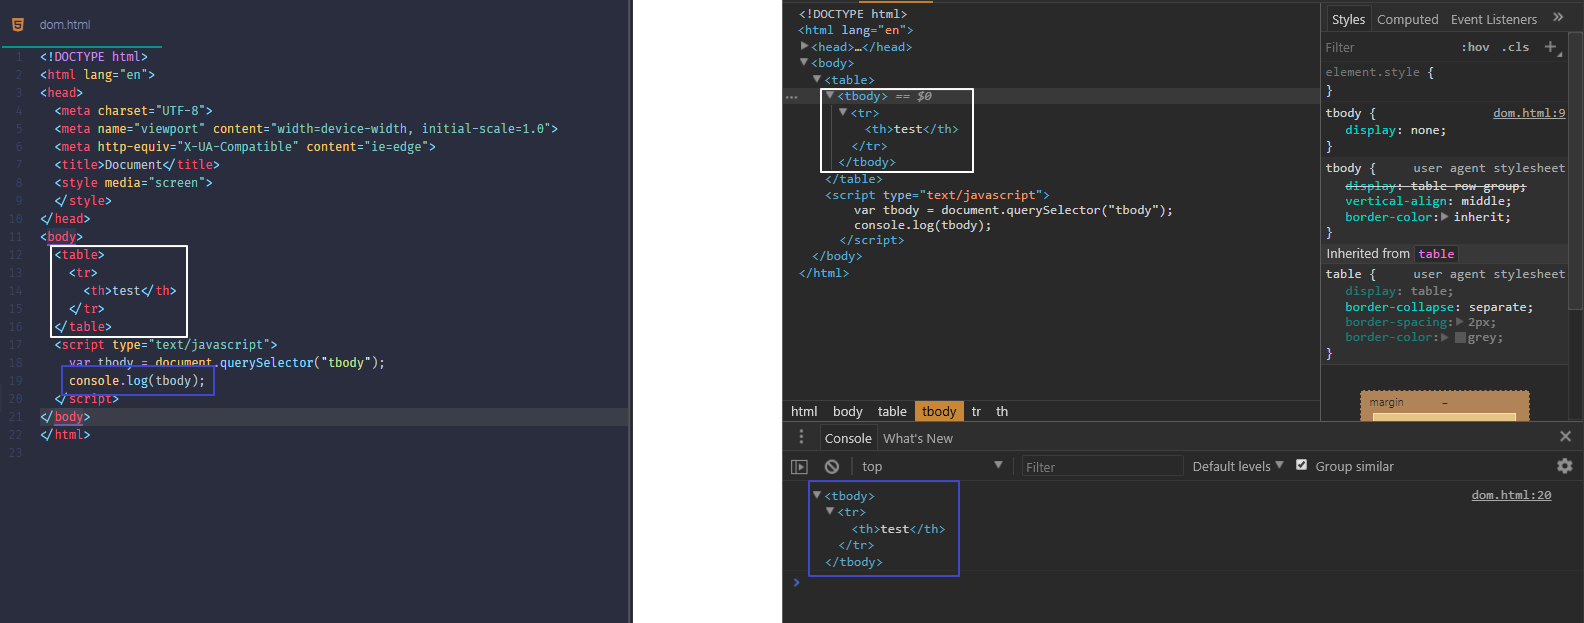 dom.html
1 <!DOCTYPE html>
2 <html lang="en">
3 <head>
4 <meta charset="UTF-8">
5 <meta name="viewport" content="width=device-width, initial-scale=1.0">
6 <meta http-equiv="X-UA-Compatible" content="ie=edge">
7 <title>Document</title>
8 <style media="screen">
9 </style>
10 </head>
11 <body>
12 <table>
13 <tr>
14 <th>test</th>
15 </tr>
16 </table>
17 <script type="text/javascript">
18 var tbody = document.querySelector("tbody");
19 console.log(tbody);
20 </script>
21 </body>
22 </html>
23
<!DOCTYPE html>
<html lang="en">
▶<head>…</head>
▼<body>
▼<table>
… ▼<tbody> == $0
▼<tr>
<th>test</th>
</tr>
</tbody>
</table>
<script type="text/javascript">
var tbody = document.querySelector("tbody");
console.log(tbody);
</script>
</body>
</html>
html body table tbody tr th
Styles Computed Event Listeners »
Filter :hov .cls +
element.style {
}
tbody { dom.html:9
display: none;
}
tbody { user agent stylesheet
display: table-row-group;
vertical-align: middle;
border-color:▶ inherit;
}
Inherited from table
table { user agent stylesheet
display: table;
border-collapse: separate;
border-spacing:▶ 2px;
border-color:▶ grey;
}
margin –
Console What's New
top ▼ Filter Default levels ▼ Group similar
▼<tbody> dom.html:20
▼<tr>
<th>test</th>
</tr>
</tbody>